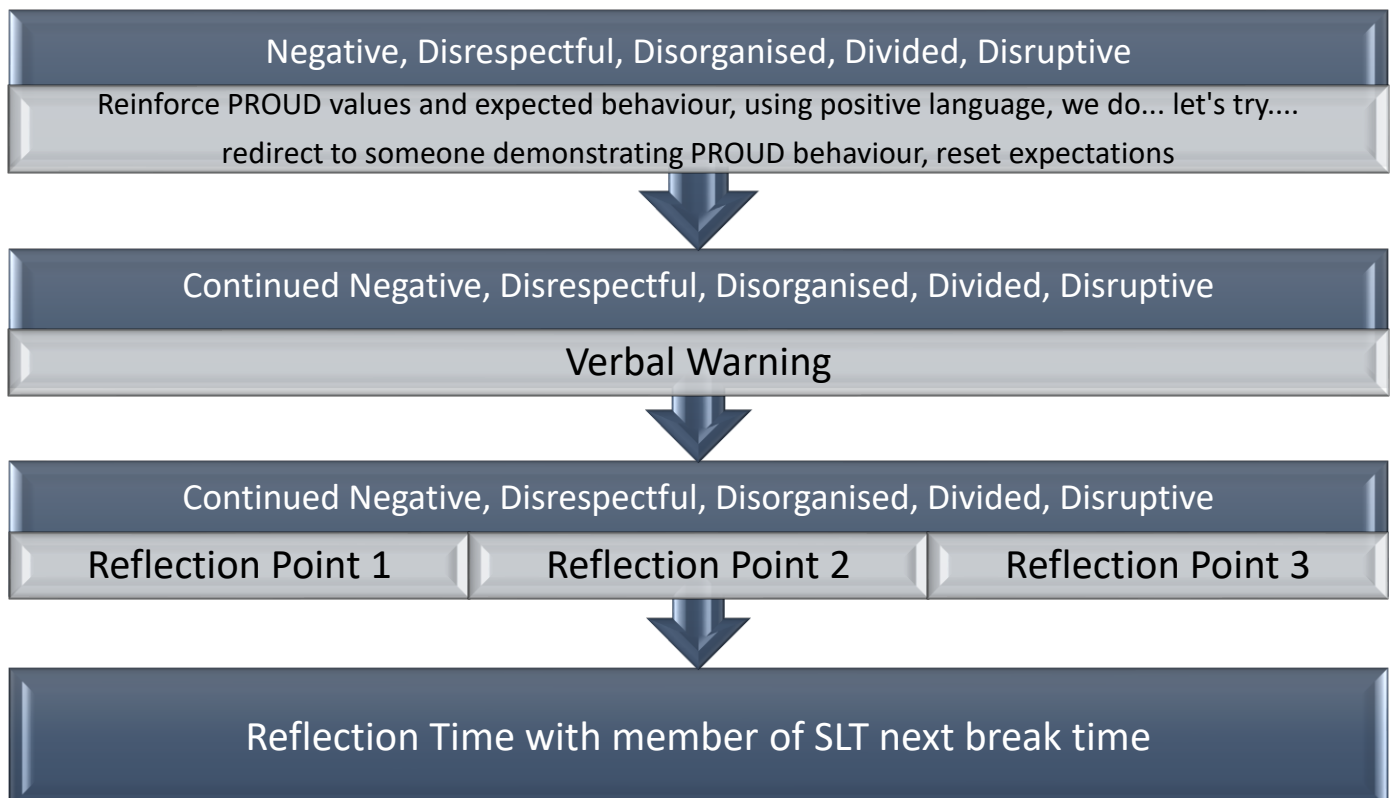 Negative, Disrespectful, Disorganised, Divided, Disruptive
Reinforce PROUD values and expected behaviour, using positive language, we do... let's try....
redirect to someone demonstrating PROUD behaviour, reset expectations
Continued Negative, Disrespectful, Disorganised, Divided, Disruptive
Verbal Warning
Continued Negative, Disrespectful, Disorganised, Divided, Disruptive
Reflection Point 1
Reflection Point 2
Reflection Point 3
Reflection Time with member of SLT next break time